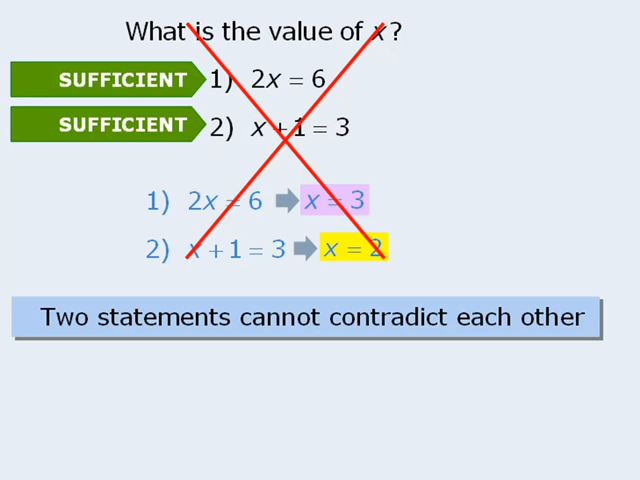 What is the value of x?
SUFFICIENT 1) 2x = 6
SUFFICIENT 2) x + 1 = 3
1) 2x = 6 x = 3
2) x + 1 = 3 x = 2
Two statements cannot contradict each other